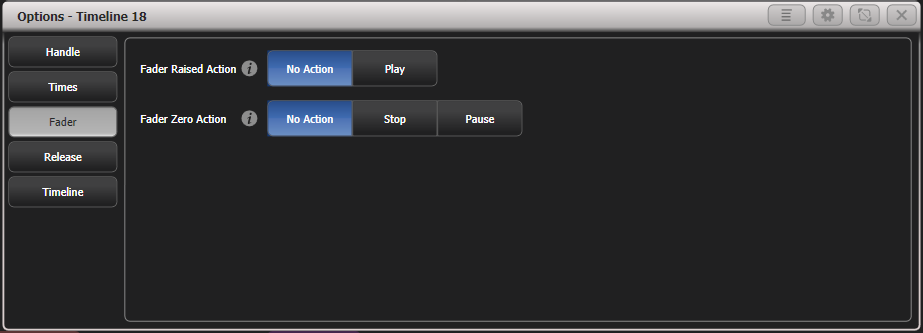 Options - Timeline 18
Handle
Times
Fader
Release
Timeline
Fader Raised Action i No Action Play
Fader Zero Action i No Action Stop Pause